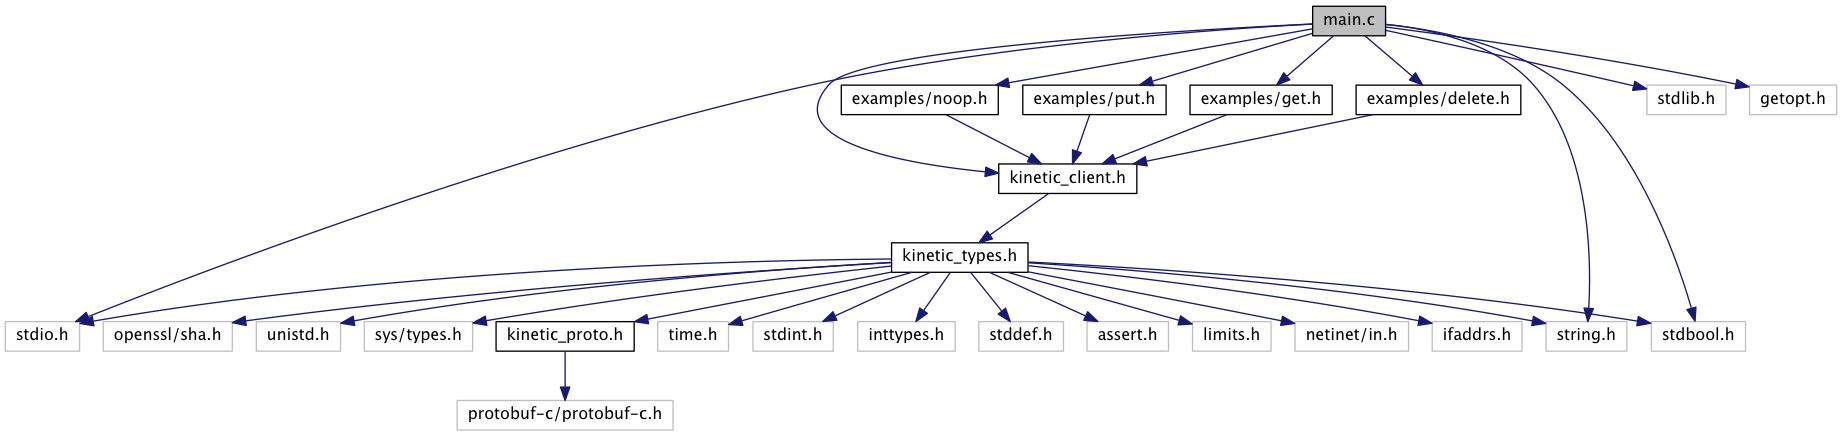 main.c
examples/noop.h
examples/put.h
examples/get.h
examples/delete.h
stdlib.h
getopt.h
kinetic_client.h
kinetic_types.h
stdio.h
openssl/sha.h
unistd.h
sys/types.h
kinetic_proto.h
time.h
stdint.h
inttypes.h
stddef.h
assert.h
limits.h
netinet/in.h
ifaddrs.h
string.h
stdbool.h
protobuf-c/protobuf-c.h